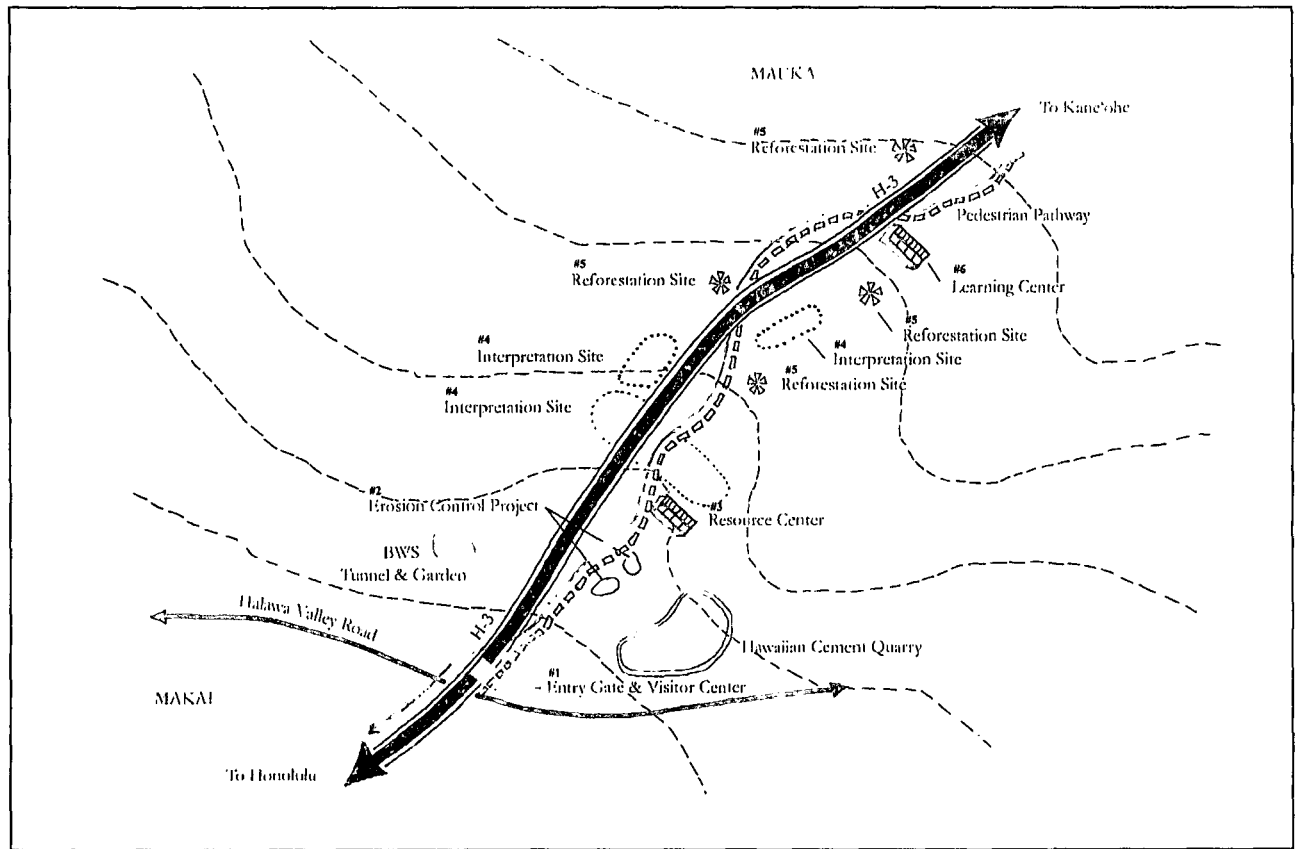 MAUKA
To Kane'ohe
#5
Reforestation Site
H-3
Pedestrian Pathway
#5
Reforestation Site
#6
Learning Center
#5
Reforestation Site
#4
Interpretation Site
#4
Interpretation Site
#5
Reforestation Site
#4
Interpretation Site
#2
Erosion Control Project
#3
Resource Center
BWS
Tunnel & Garden
Halawa Valley Road
H-3
Hawaiian Cement Quarry
#1
Entry Gate & Visitor Center
MAKAI
To Honolulu